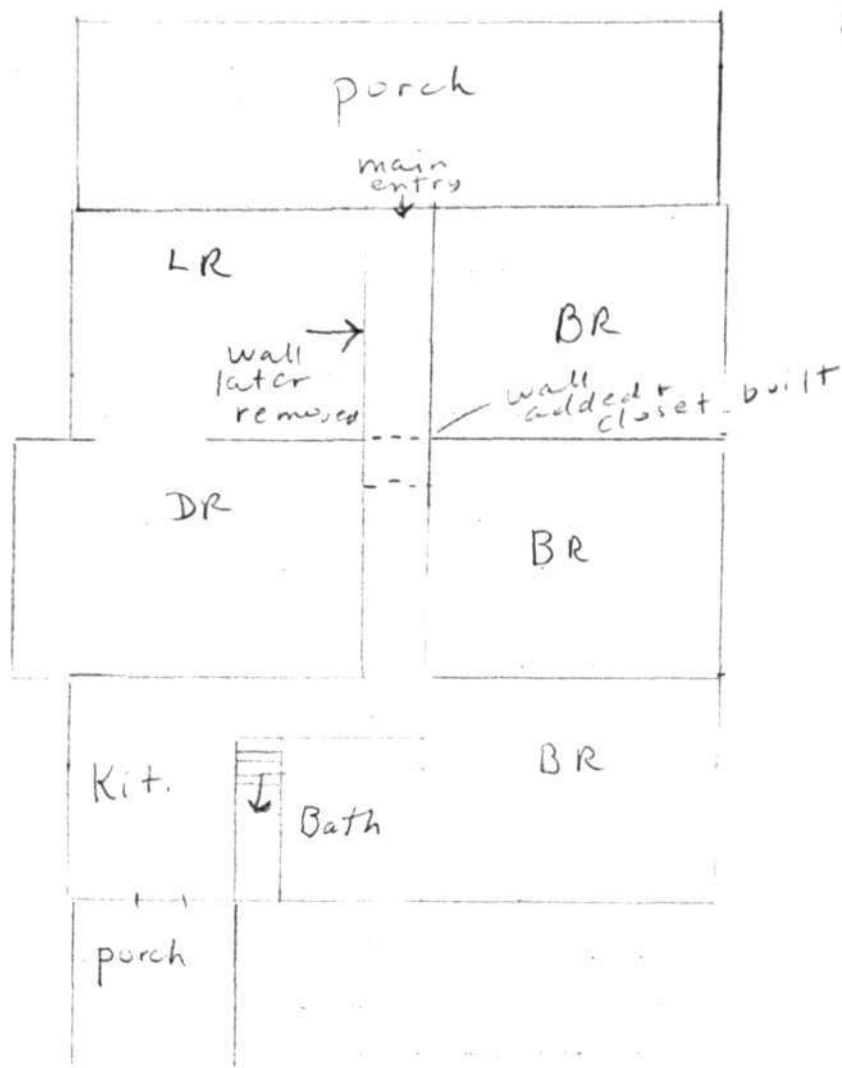 porch
main
entry
LR
BR
wall
later
removed
wall
added +
closet built
DR
BR
Kit.
Bath
BR
porch